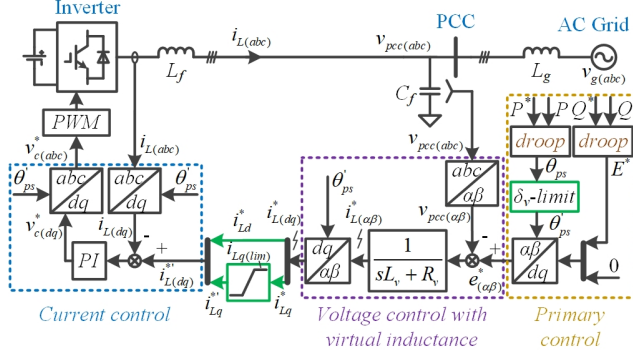 Inverter
PCC
AC Grid
L_f
i_{L(abc)}
v_{pcc(abc)}
L_g
v_{g(abc)}
C_f
PWM
v^*_{c(abc)}
i_{L(abc)}
v_{pcc(abc)}
P^* P Q^* Q
droop
droop
θ_{ps}
E^*
δ_v-limit
θ'_{ps}
θ'_{ps}
abc
dq
abc
dq
θ'_{ps}
v^*_{c(dq)}
i_{L(dq)}
PI
-
+
i^{*'}_{L(dq)}
i^*_{Ld}
i_{Lq(lim)}
i^{*'}_{Lq}
i^*_{Lq}
i^*_{L(dq)}
θ'_{ps}
i^*_{L(αβ)}
dq
αβ
1
sL_v + R_v
abc
αβ
v_{pcc(αβ)}
-
+
e^*_{(αβ)}
αβ
dq
0
Current control
Voltage control with
virtual inductance
Primary
control